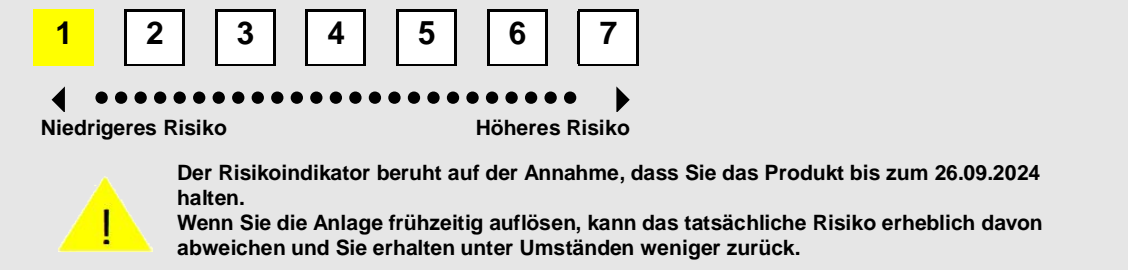 1 2 3 4 5 6 7
Niedrigeres Risiko Höheres Risiko
Der Risikoindikator beruht auf der Annahme, dass Sie das Produkt bis zum 26.09.2024
halten.
Wenn Sie die Anlage frühzeitig auflösen, kann das tatsächliche Risiko erheblich davon
abweichen und Sie erhalten unter Umständen weniger zurück.
!